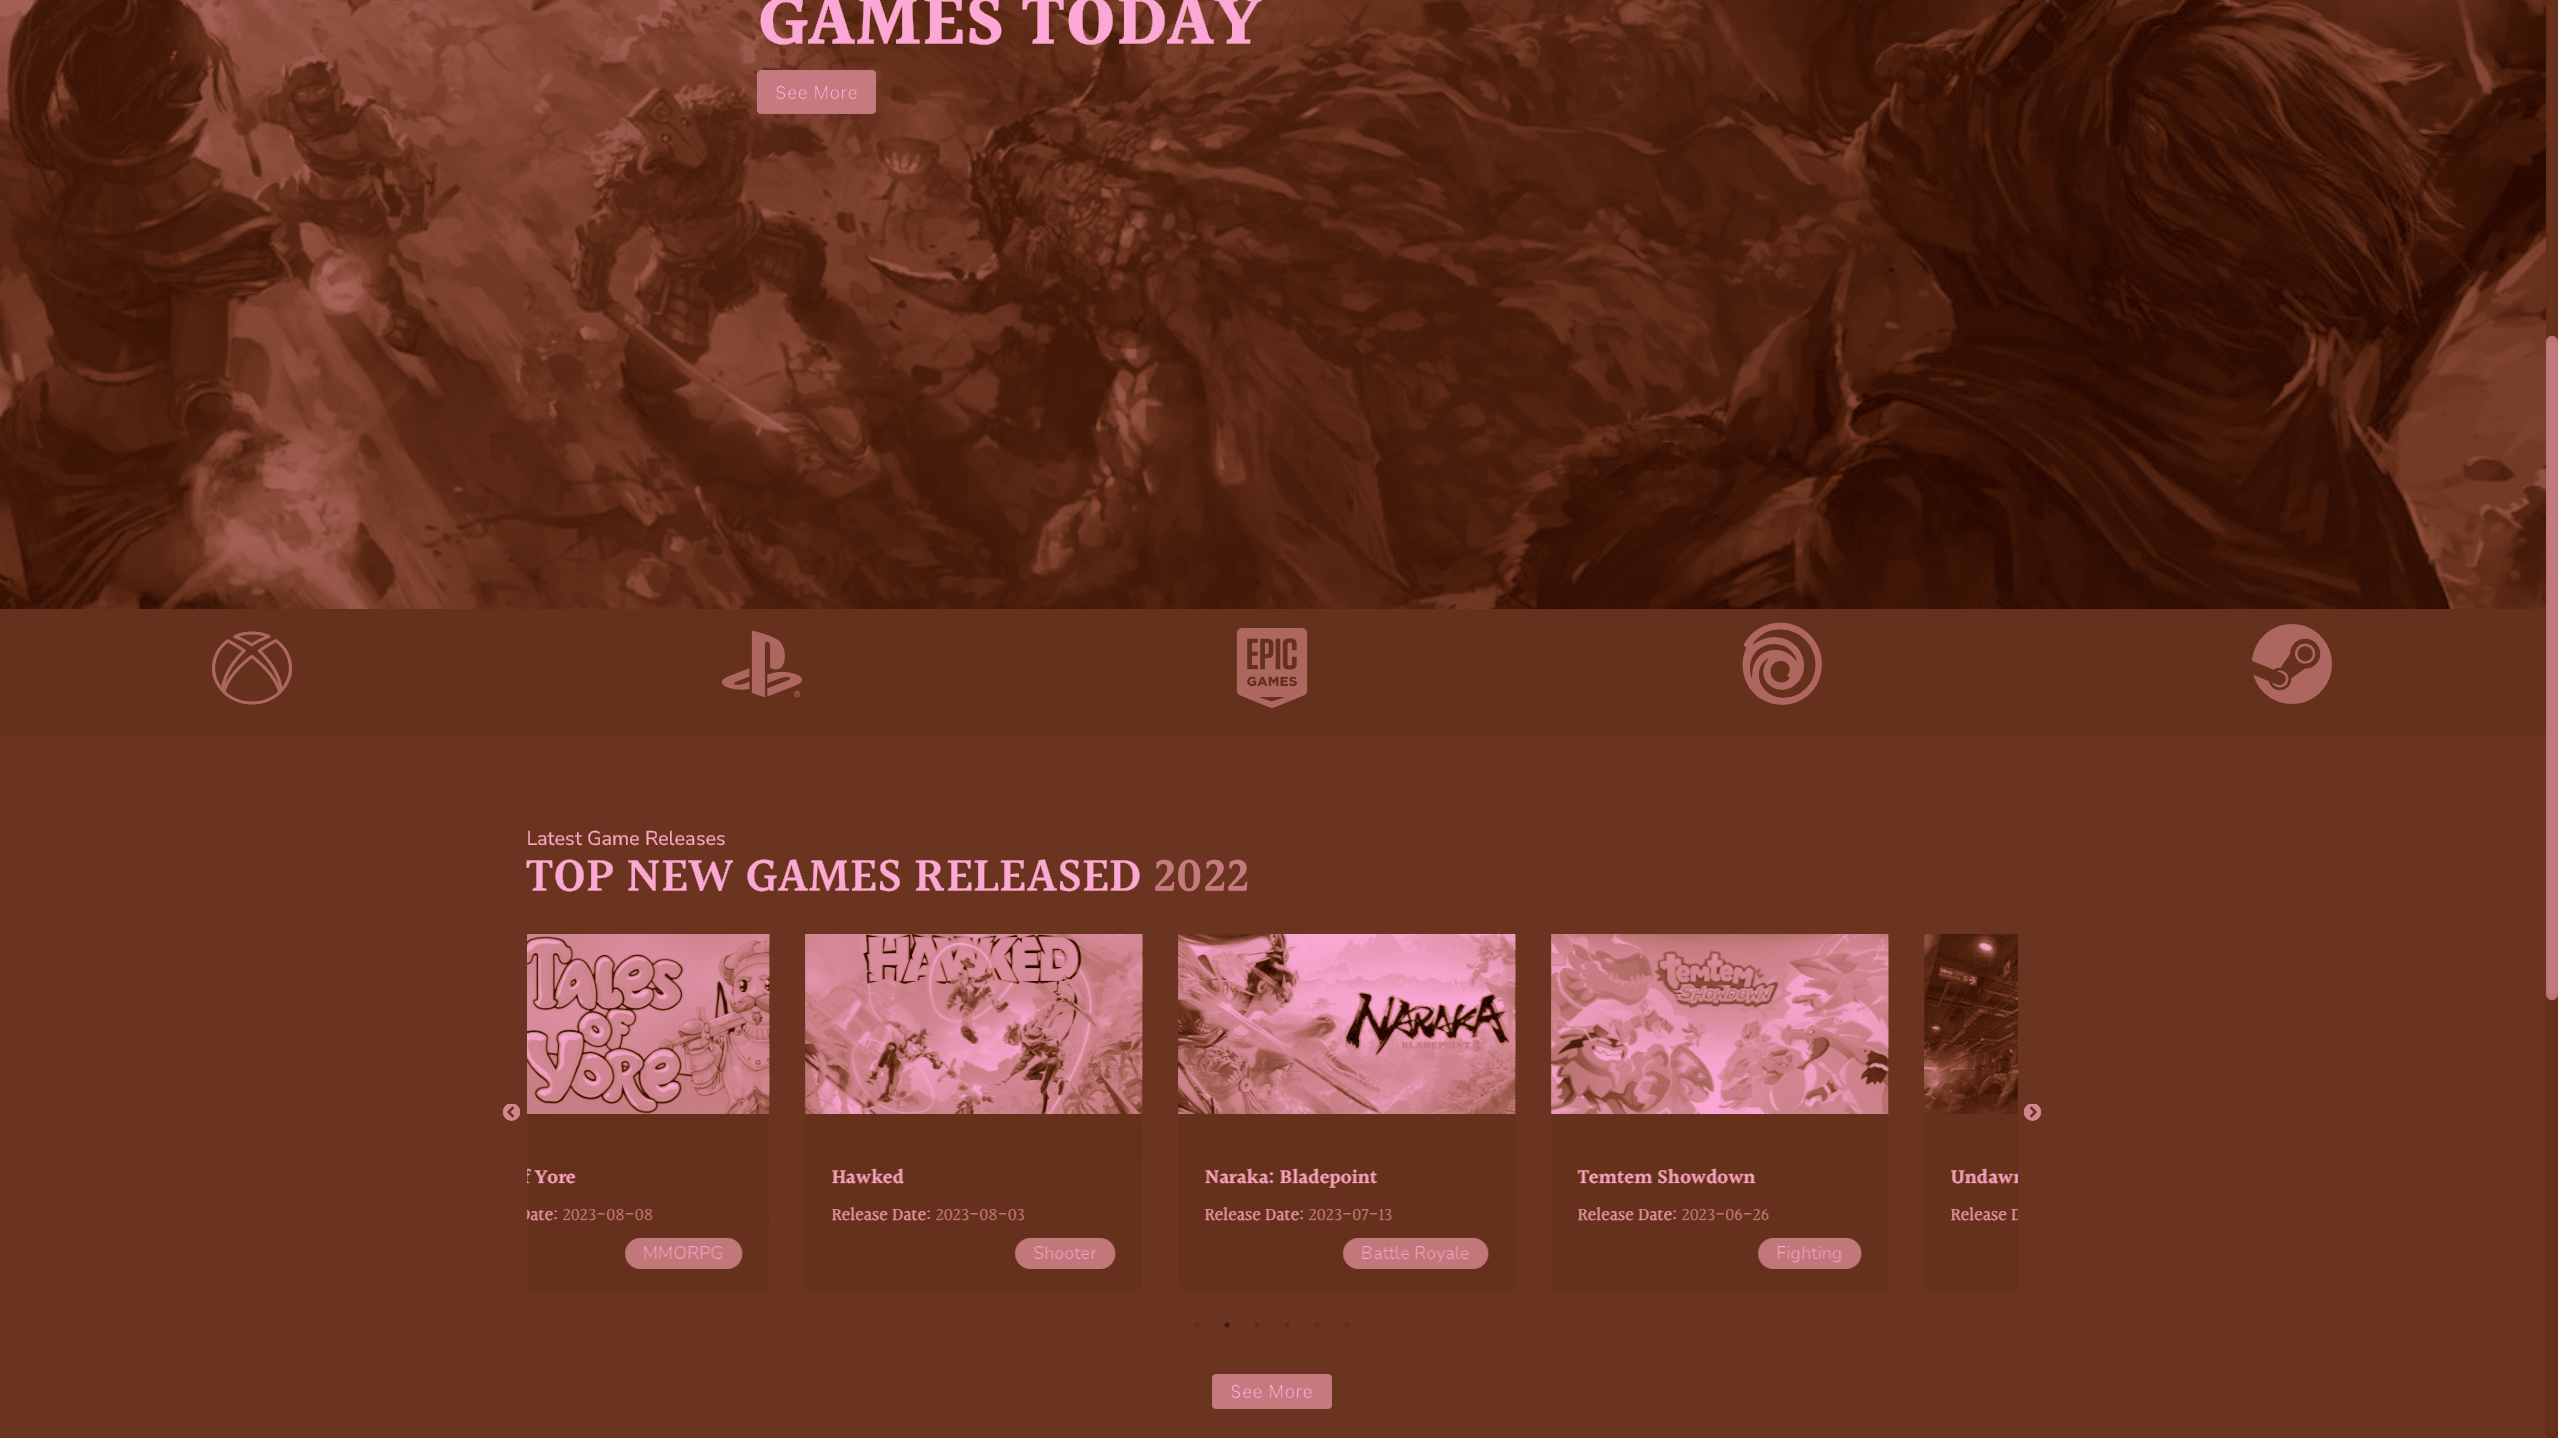 GAMES TODAY
See More
EPIC
GAMES
Latest Game Releases
TOP NEW GAMES RELEASED 2022
TALES
OF
YORE
HAWKED
NARAKA
BLADEPOINT
temtem
SHOWDOWN
f Yore
Hawked
Naraka: Bladepoint
Temtem Showdown
Undawn
Date: 2023-08-08
Release Date: 2023-08-03
Release Date: 2023-07-13
Release Date: 2023-06-26
Release D
MMORPG
Shooter
Battle Royale
Fighting
See More